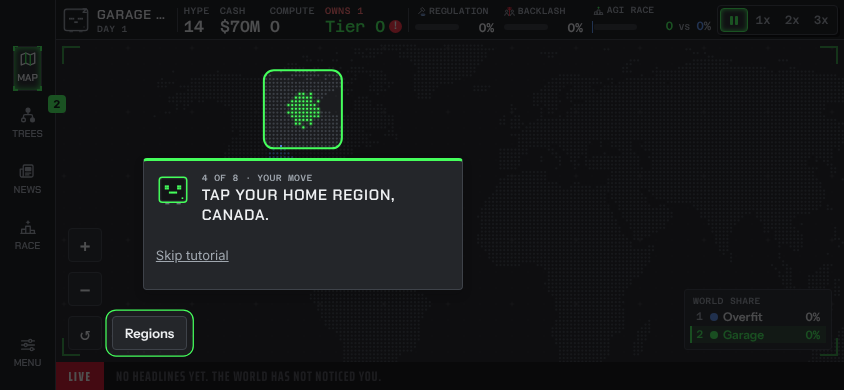 GARAGE ...
DAY 1
HYPE
14
CASH
$70M
COMPUTE
0
OWNS 1
Tier 0
!
REGULATION
0%
BACKLASH
0%
AGI RACE
0 vs 0%
1x
2x
3x
MAP
2
TREES
NEWS
RACE
MENU
4 OF 8 · YOUR MOVE
TAP YOUR HOME REGION,
CANADA.
Skip tutorial
+
−
↺
Regions
WORLD SHARE
1 Overfit 0%
2 Garage 0%
LIVE
NO HEADLINES YET. THE WORLD HAS NOT NOTICED YOU.